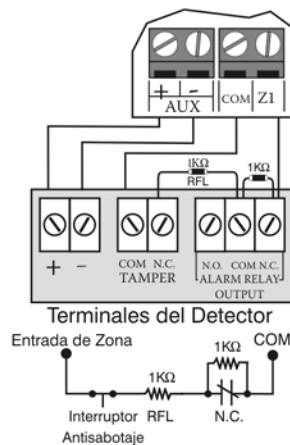 + -
AUX
COM Z1
1KΩ
RFL
1KΩ
+ -
COM N.C.
TAMPER
N.O. COM N.C.
ALARM RELAY
OUTPUT
Terminales del Detector
Entrada de Zona
COM
1KΩ
1KΩ
Interruptor
Antisabotaje
RFL
N.C.